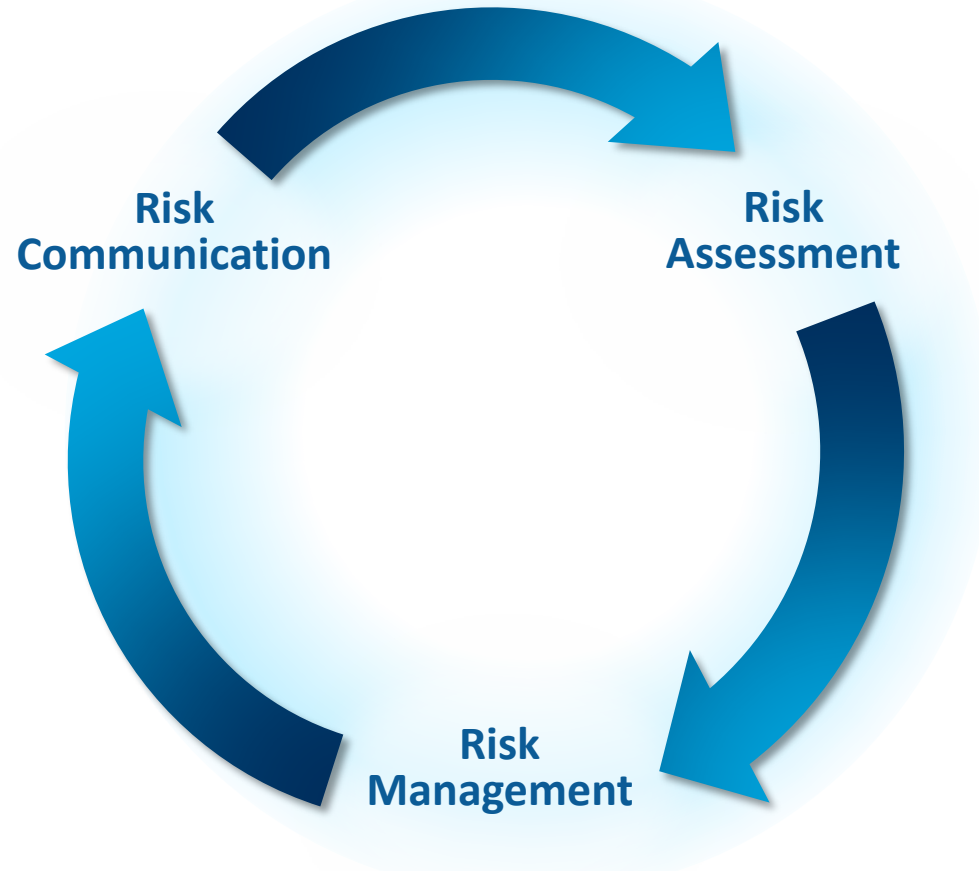 Risk
Communication
Risk
Assessment
Risk
Management